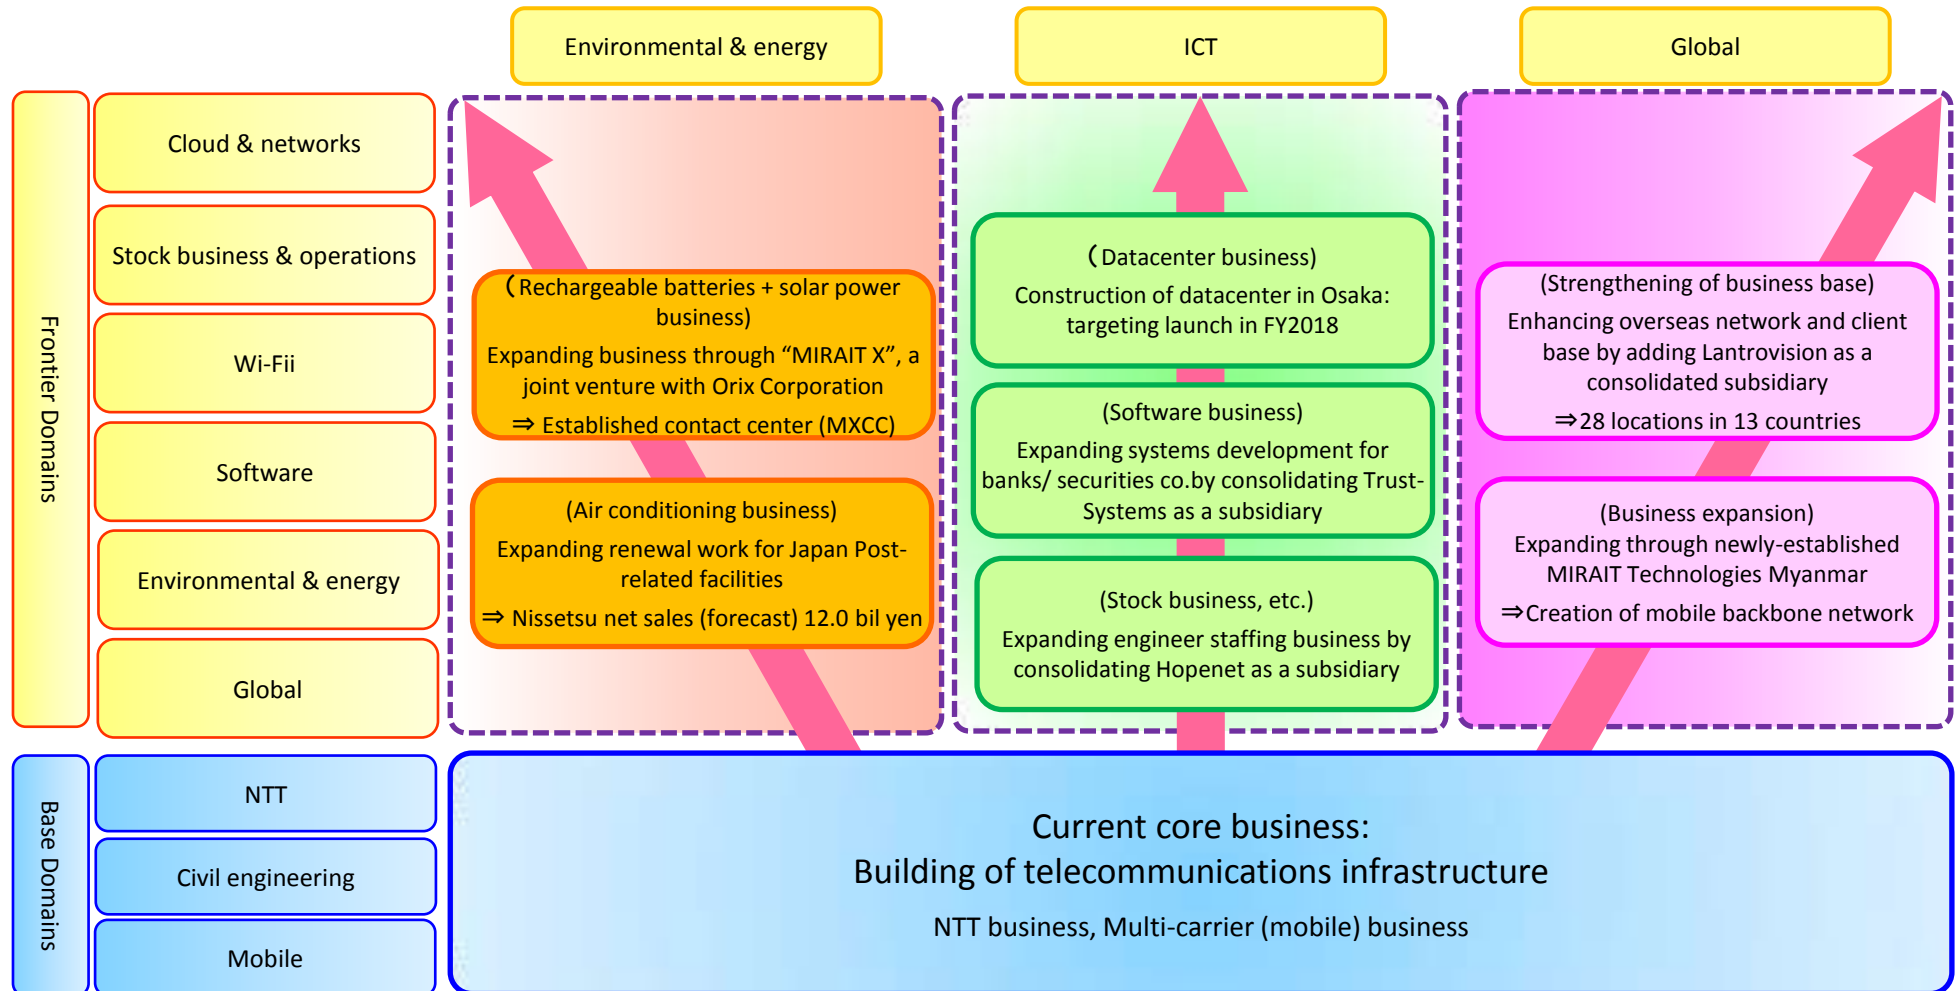 Environmental & energy
ICT
Global
Frontier Domains
Cloud & networks
Stock business & operations
Wi-Fii
Software
Environmental & energy
Global
(Rechargeable batteries + solar power
business)
Expanding business through “MIRAIT X”, a
joint venture with Orix Corporation
⇒ Established contact center (MXCC)
(Air conditioning business)
Expanding renewal work for Japan Post-
related facilities
⇒ Nissetsu net sales (forecast) 12.0 bil yen
(Datacenter business)
Construction of datacenter in Osaka:
targeting launch in FY2018
(Software business)
Expanding systems development for
banks/ securities co.by consolidating Trust-
Systems as a subsidiary
(Stock business, etc.)
Expanding engineer staffing business by
consolidating Hopenet as a subsidiary
(Strengthening of business base)
Enhancing overseas network and client
base by adding Lantrovision as a
consolidated subsidiary
⇒28 locations in 13 countries
(Business expansion)
Expanding through newly-established
MIRAIT Technologies Myanmar
⇒Creation of mobile backbone network
Base Domains
NTT
Civil engineering
Mobile
Current core business:
Building of telecommunications infrastructure
NTT business, Multi-carrier (mobile) business